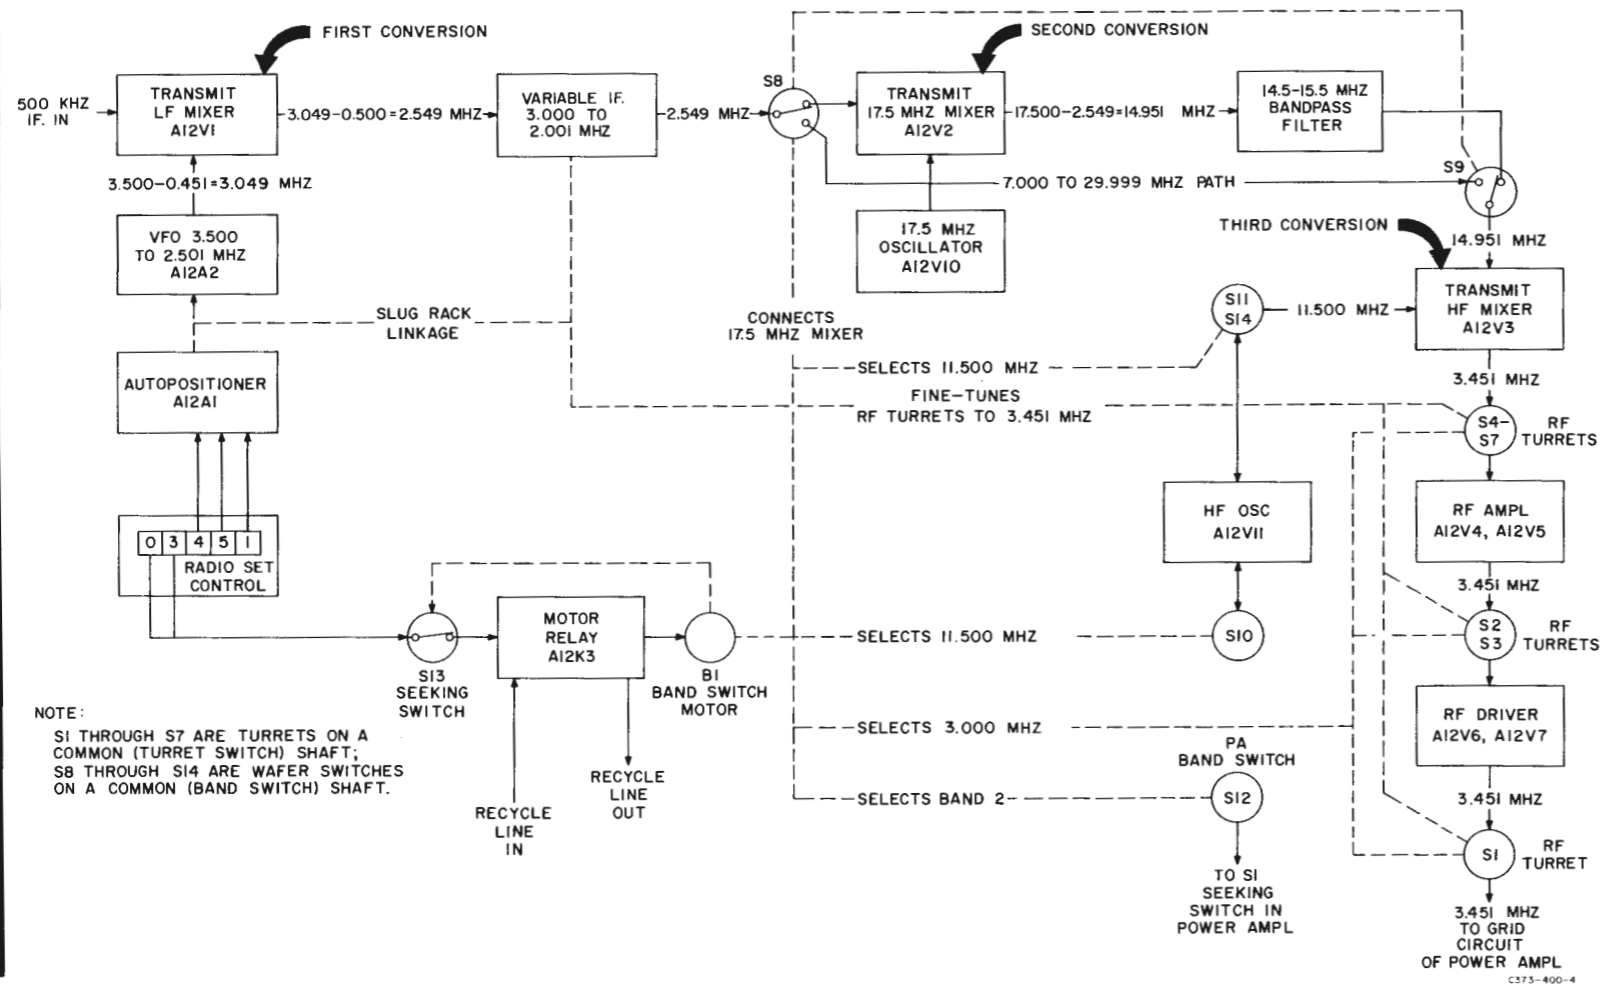 FIRST CONVERSION
SECOND CONVERSION
500 KHZ
IF. IN
TRANSMIT
LF MIXER
A12V1
3.049-0.500=2.549 MHZ
VARIABLE IF.
3.000 TO
2.001 MHZ
2.549 MHZ
S8
TRANSMIT
17.5 MHZ MIXER
A12V2
17.500-2.549=14.951 MHZ
14.5-15.5 MHZ
BANDPASS
FILTER
3.500-0.451=3.049 MHZ
7.000 TO 29.999 MHZ PATH
S9
VFO 3.500
TO 2.501 MHZ
A12A2
17.5 MHZ
OSCILLATOR
A12V10
THIRD CONVERSION
14.951 MHZ
TRANSMIT
HF MIXER
A12V3
S11
S14
11.500 MHZ
SLUG RACK
LINKAGE
CONNECTS
17.5 MHZ MIXER
SELECTS 11.500 MHZ
3.451 MHZ
AUTOPOSITIONER
A12A1
FINE-TUNES
RF TURRETS TO 3.451 MHZ
S4-
S7
RF
TURRETS
HF OSC
A12V11
RF AMPL
A12V4, A12V5
0 3 4 5 1
RADIO SET
CONTROL
3.451 MHZ
MOTOR
RELAY
A12K3
SELECTS 11.500 MHZ
S10
S2
S3
RF
TURRETS
S13
SEEKING
SWITCH
B1
BAND SWITCH
MOTOR
NOTE:
S1 THROUGH S7 ARE TURRETS ON A
COMMON (TURRET SWITCH) SHAFT;
S8 THROUGH S14 ARE WAFER SWITCHES
ON A COMMON (BAND SWITCH) SHAFT.
SELECTS 3.000 MHZ
RF DRIVER
A12V6, A12V7
PA
BAND SWITCH
RECYCLE
LINE
OUT
RECYCLE
LINE
IN
SELECTS BAND 2
S12
3.451 MHZ
S1
RF
TURRET
TO S1
SEEKING
SWITCH IN
POWER AMPL
3.451 MHZ
TO GRID
CIRCUIT
OF POWER AMPL
C373-400-4